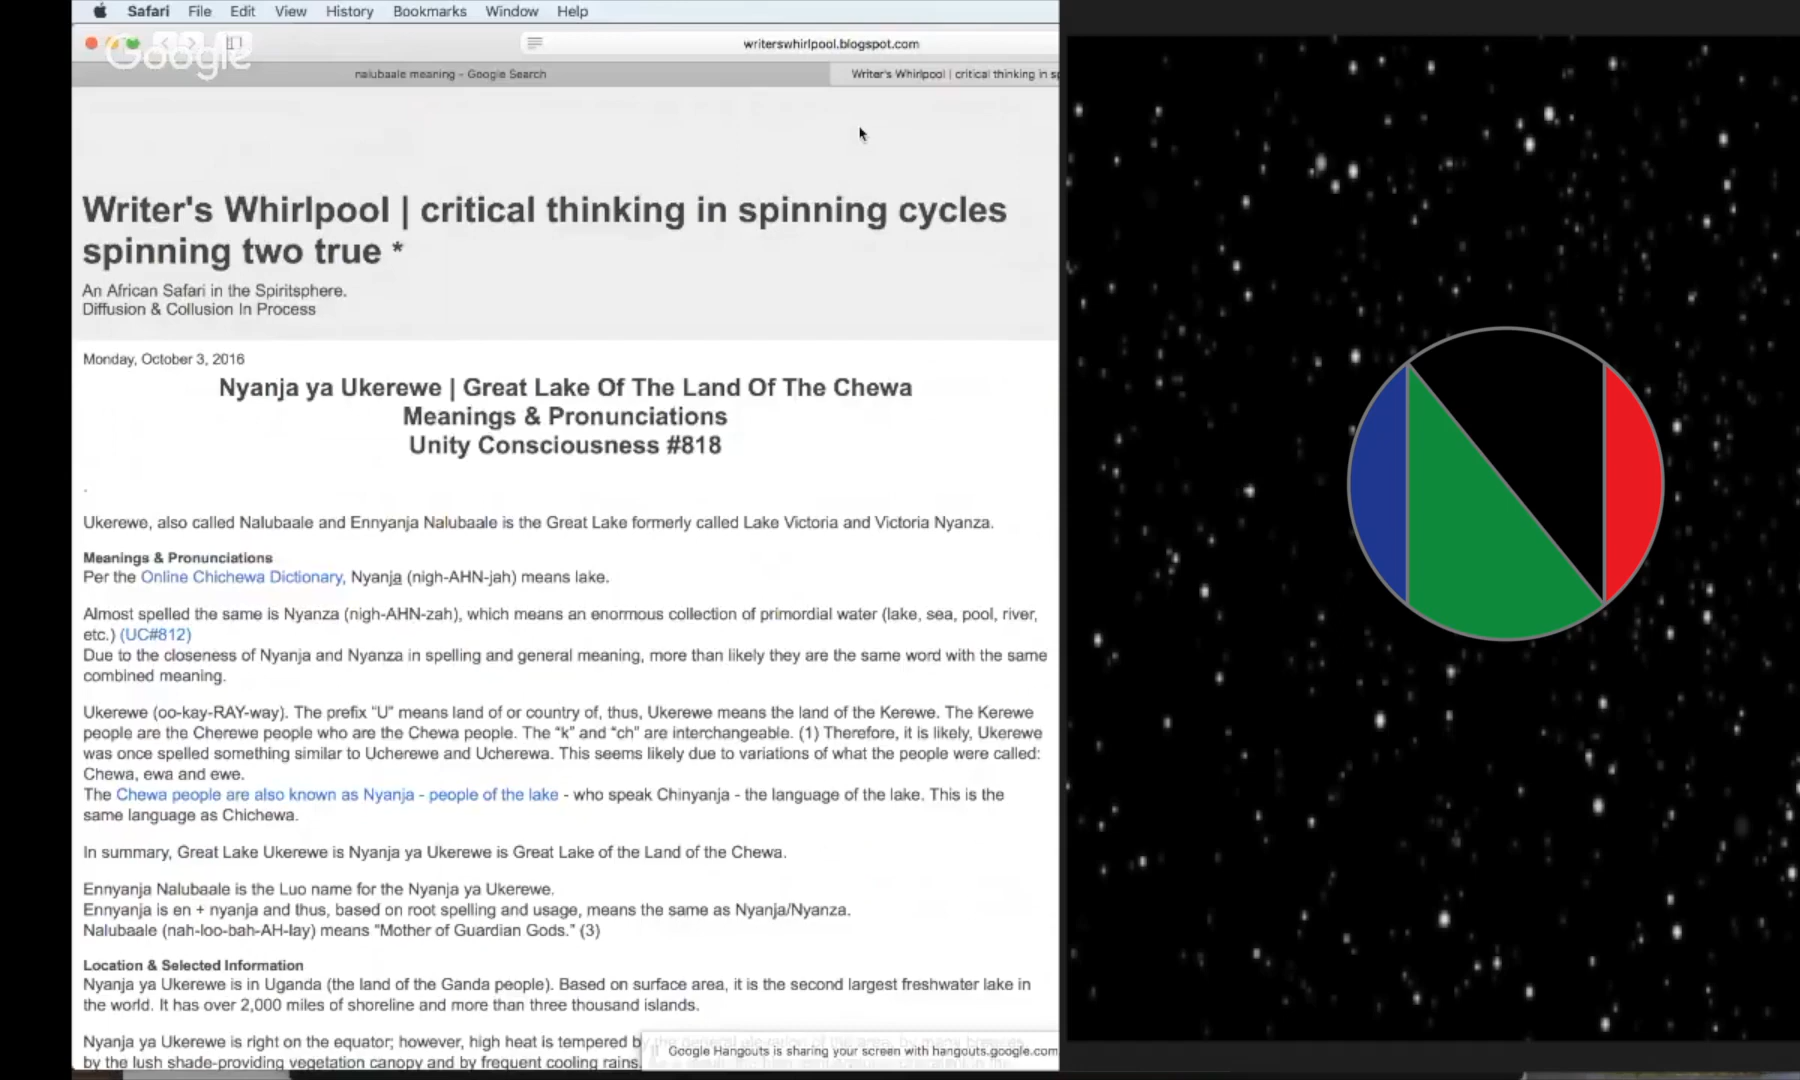 Safari File Edit View History Bookmarks Window Help
Google
writerswhirlpool.blogspot.com
nalubaale meaning - Google Search
Writer's Whirlpool | critical thinking in sp
Writer's Whirlpool | critical thinking in spinning cycles
spinning two true *
An African Safari in the Spiritsphere.
Diffusion & Collusion In Process
Monday, October 3, 2016
Nyanja ya Ukerewe | Great Lake Of The Land Of The Chewa
Meanings & Pronunciations
Unity Consciousness #818
.
Ukerewe, also called Nalubaale and Ennyanja Nalubaale is the Great Lake formerly called Lake Victoria and Victoria Nyanza.
Meanings & Pronunciations
Per the Online Chichewa Dictionary, Nyanja (nigh-AHN-jah) means lake.
Almost spelled the same is Nyanza (nigh-AHN-zah), which means an enormous collection of primordial water (lake, sea, pool, river,
etc.) (UC#812)
Due to the closeness of Nyanja and Nyanza in spelling and general meaning, more than likely they are the same word with the same
combined meaning.
Ukerewe (oo-kay-RAY-way). The prefix “U” means land of or country of, thus, Ukerewe means the land of the Kerewe. The Kerewe
people are the Cherewe people who are the Chewa people. The “k” and “ch” are interchangeable. (1) Therefore, it is likely, Ukerewe
was once spelled something similar to Ucherewe and Ucherewa. This seems likely due to variations of what the people were called:
Chewa, ewa and ewe.
The Chewa people are also known as Nyanja - people of the lake - who speak Chinyanja - the language of the lake. This is the
same language as Chichewa.
In summary, Great Lake Ukerewe is Nyanja ya Ukerewe is Great Lake of the Land of the Chewa.
Ennyanja Nalubaale is the Luo name for the Nyanja ya Ukerewe.
Ennyanja is en + nyanja and thus, based on root spelling and usage, means the same as Nyanja/Nyanza.
Nalubaale (nah-loo-bah-AH-lay) means “Mother of Guardian Gods.” (3)
Location & Selected Information
Nyanja ya Ukerewe is in Uganda (the land of the Ganda people). Based on surface area, it is the second largest freshwater lake in
the world. It has over 2,000 miles of shoreline and more than three thousand islands.
Nyanja ya Ukerewe is right on the equator; however, high heat is tempered by
by the lush shade-providing vegetation canopy and by frequent cooling rains.
Google Hangouts is sharing your screen with hangouts.google.com